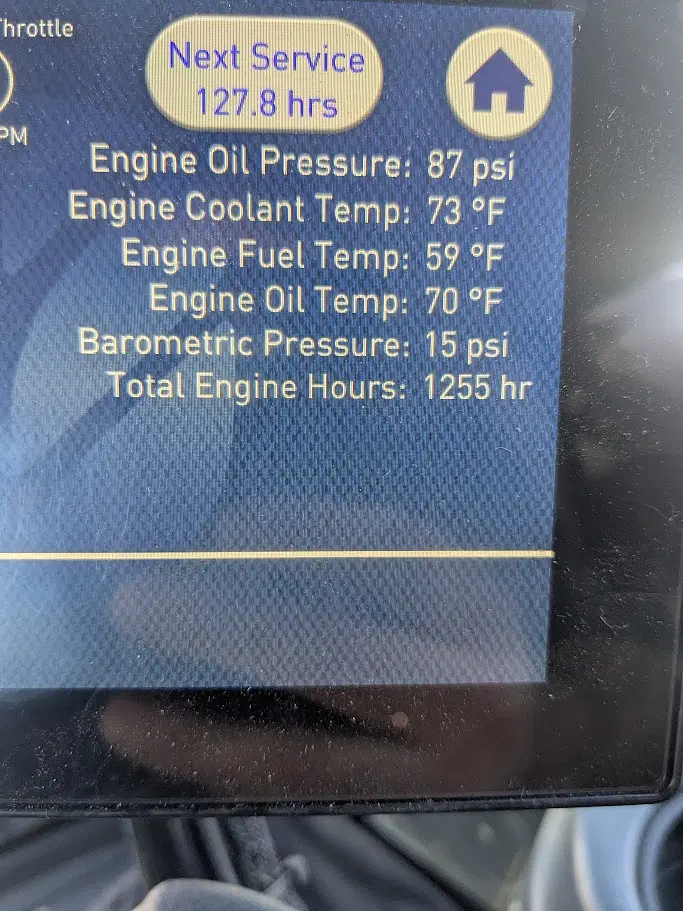 Throttle
Next Service
127.8 hrs
PM
Engine Oil Pressure: 87 psi
Engine Coolant Temp: 73 °F
Engine Fuel Temp: 59 °F
Engine Oil Temp: 70 °F
Barometric Pressure: 15 psi
Total Engine Hours: 1255 hr